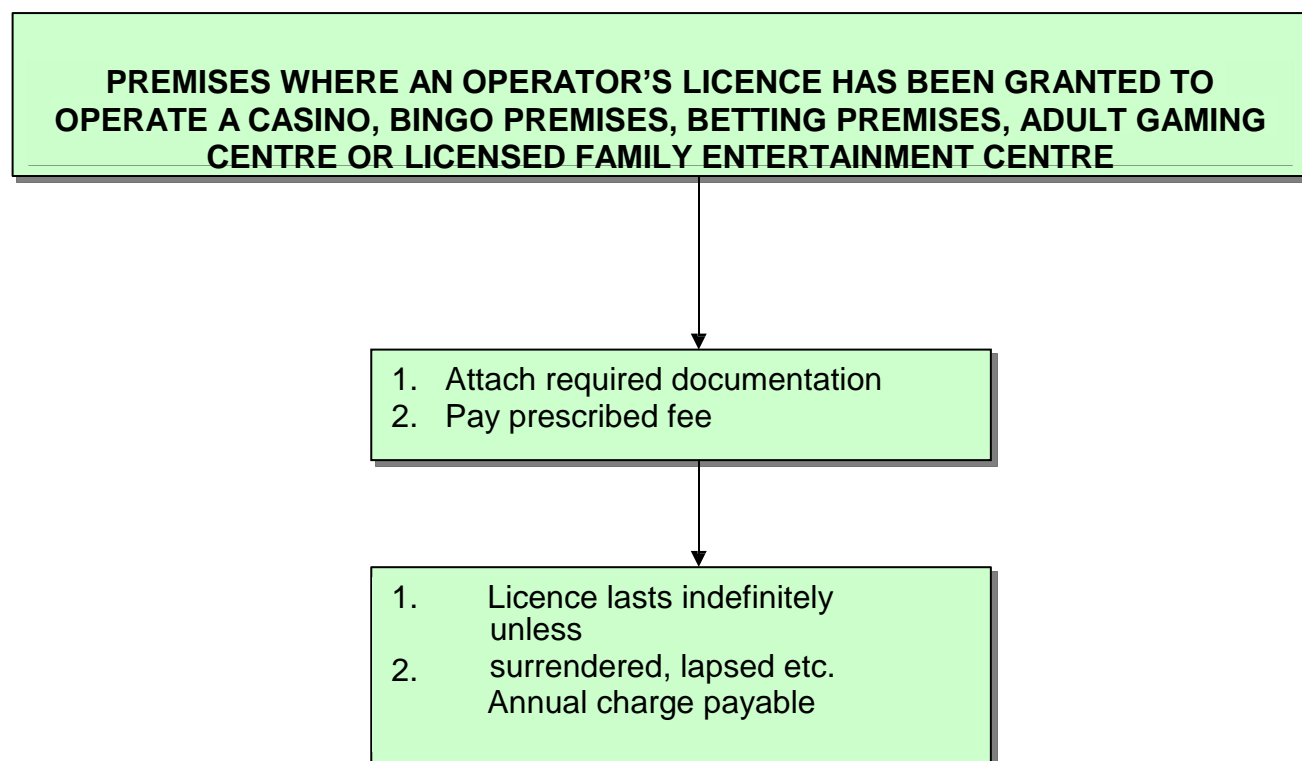 PREMISES WHERE AN OPERATOR’S LICENCE HAS BEEN GRANTED TO
OPERATE A CASINO, BINGO PREMISES, BETTING PREMISES, ADULT GAMING
CENTRE OR LICENSED FAMILY ENTERTAINMENT CENTRE
1. Attach required documentation
2. Pay prescribed fee
1. Licence lasts indefinitely
unless
2. surrendered, lapsed etc.
Annual charge payable